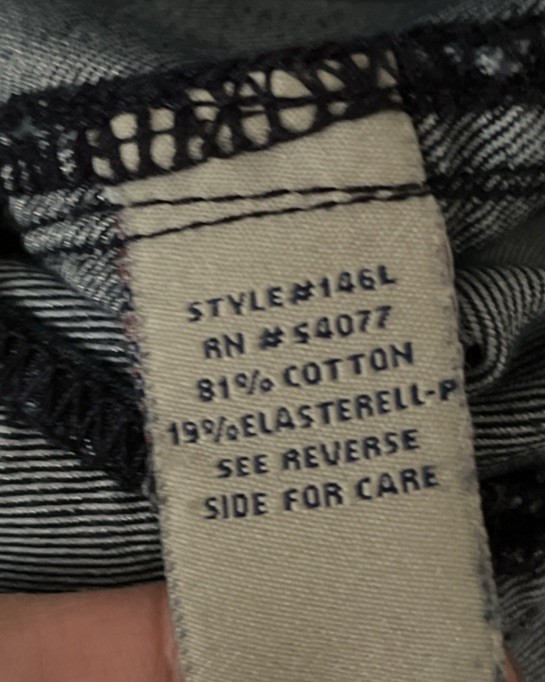 STYLE#146L
RN #54077
81% COTTON
19%ELASTERELL-P
SEE REVERSE
SIDE FOR CARE